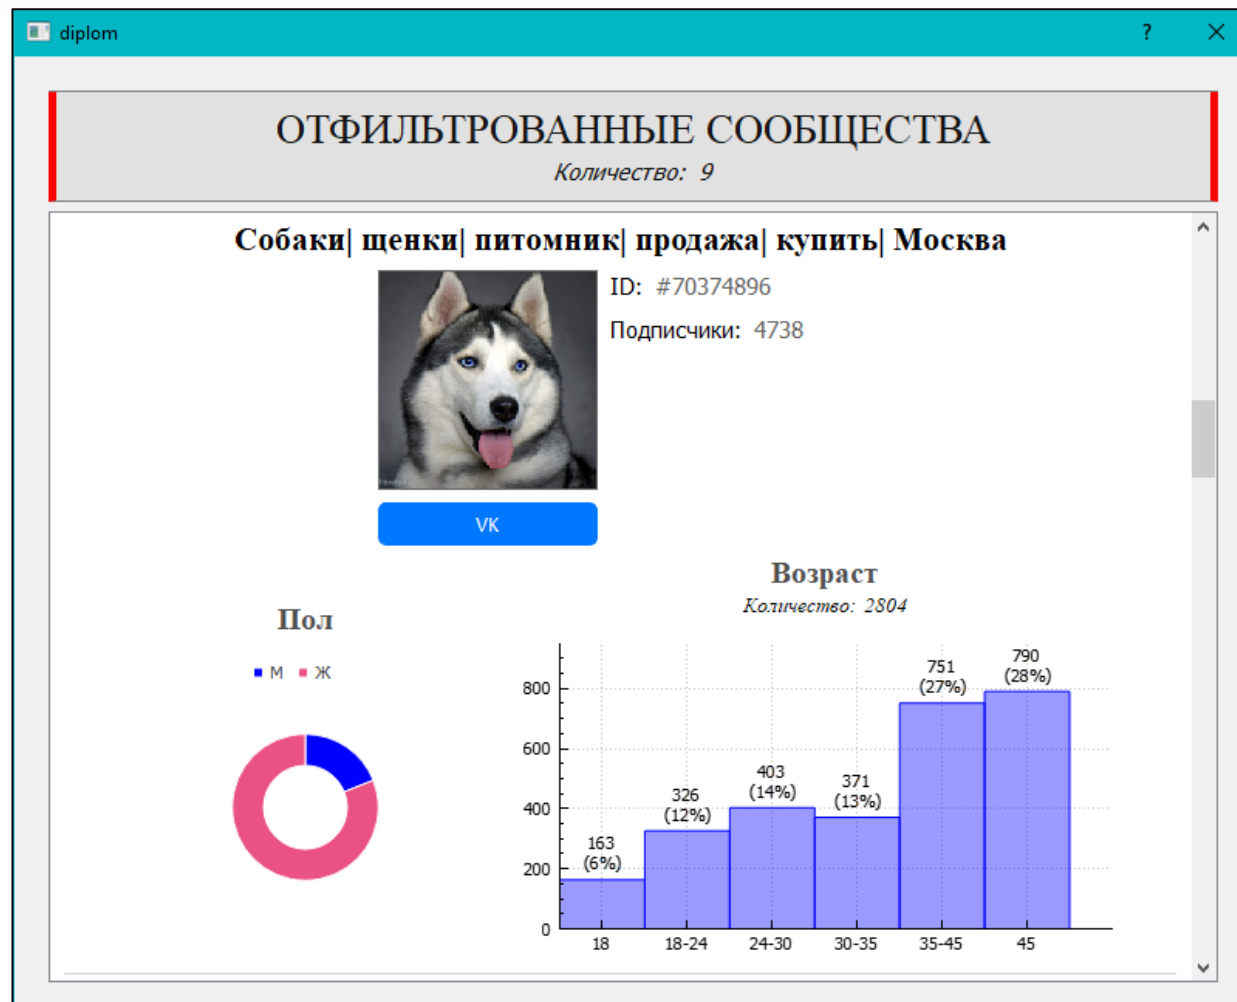 diplom
?
ОТФИЛЬТРОВАННЫЕ СООБЩЕСТВА
Количество: 9
Собаки| щенки| питомник| продажа| купить| Москва
ID: #70374896
Подписчики: 4738
VK
Пол
М Ж
Возраст
Количество: 2804
800
600
400
200
0
163
(6%)
326
(12%)
403
(14%)
371
(13%)
751
(27%)
790
(28%)
18 18-24 24-30 30-35 35-45 45